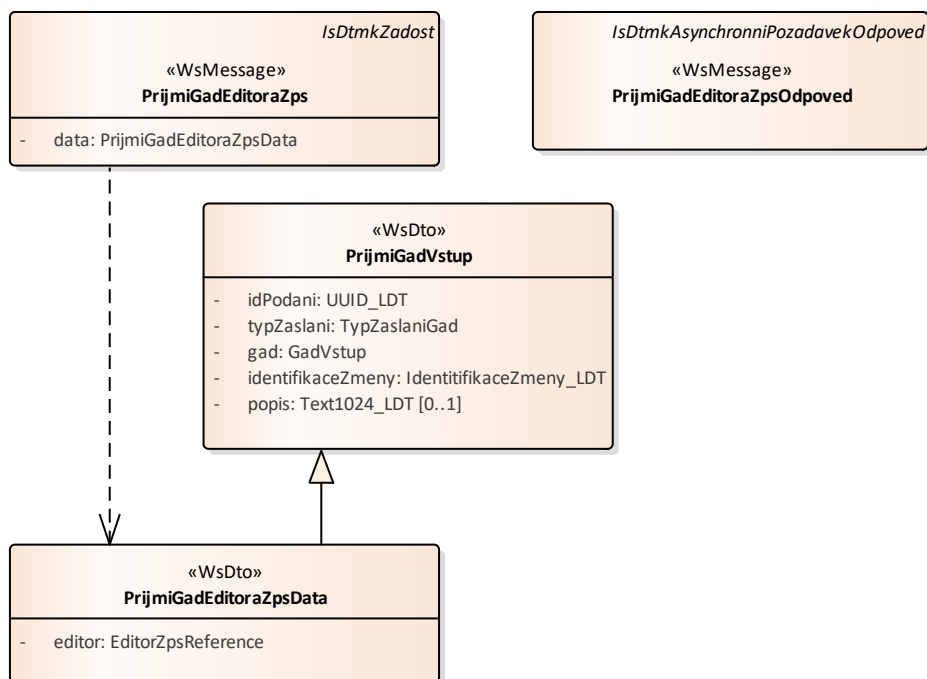 IsDtmkZadost
«WsMessage»
PrijmiGadEditoraZps
- data: PrijmiGadEditoraZpsData
IsDtmkAsynchronniPozadavekOdpoved
«WsMessage»
PrijmiGadEditoraZpsOdpoved
«WsDto»
PrijmiGadVstup
- idPodani: UUID_LDT
- typZaslani: TypZaslaniGad
- gad: GadVstup
- identifikaceZmeny: IdentitifikaceZmeny_LDT
- popis: Text1024_LDT [0..1]
«WsDto»
PrijmiGadEditoraZpsData
- editor: EditorZpsReference